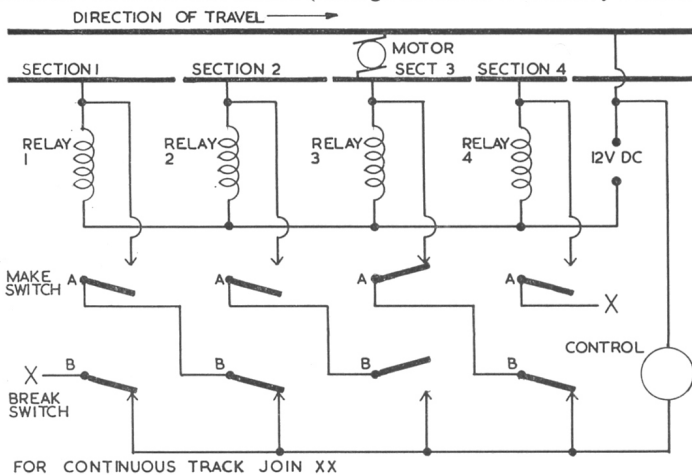 DIRECTION OF TRAVEL
MOTOR
SECTION 1
SECTION 2
SECT 3
SECTION 4
RELAY
1
RELAY
2
RELAY
3
RELAY
4
12V DC
MAKE
SWITCH
A
A
A
A
X
CONTROL
X
B
B
B
B
BREAK
SWITCH
FOR CONTINUOUS TRACK JOIN XX